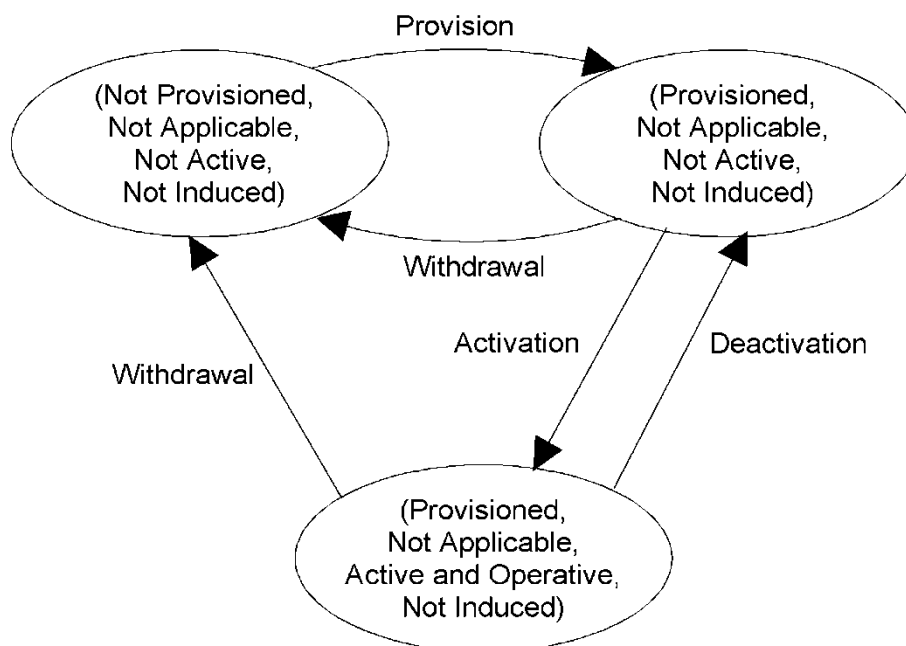 Provision
(Not Provisioned,
Not Applicable,
Not Active,
Not Induced)
(Provisioned,
Not Applicable,
Not Active,
Not Induced)
Withdrawal
Activation
Deactivation
Withdrawal
(Provisioned,
Not Applicable,
Active and Operative,
Not Induced)